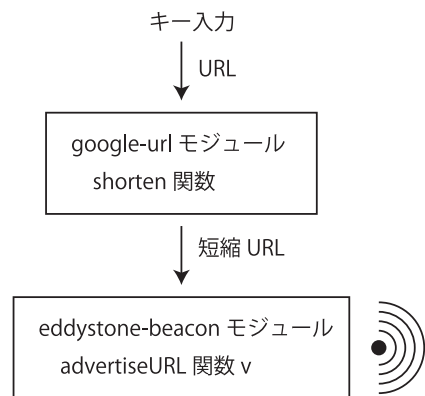 キー入力
URL
google-url モジュール
shorten 関数
短縮 URL
eddystone-beacon モジュール
advertiseURL 関数 v